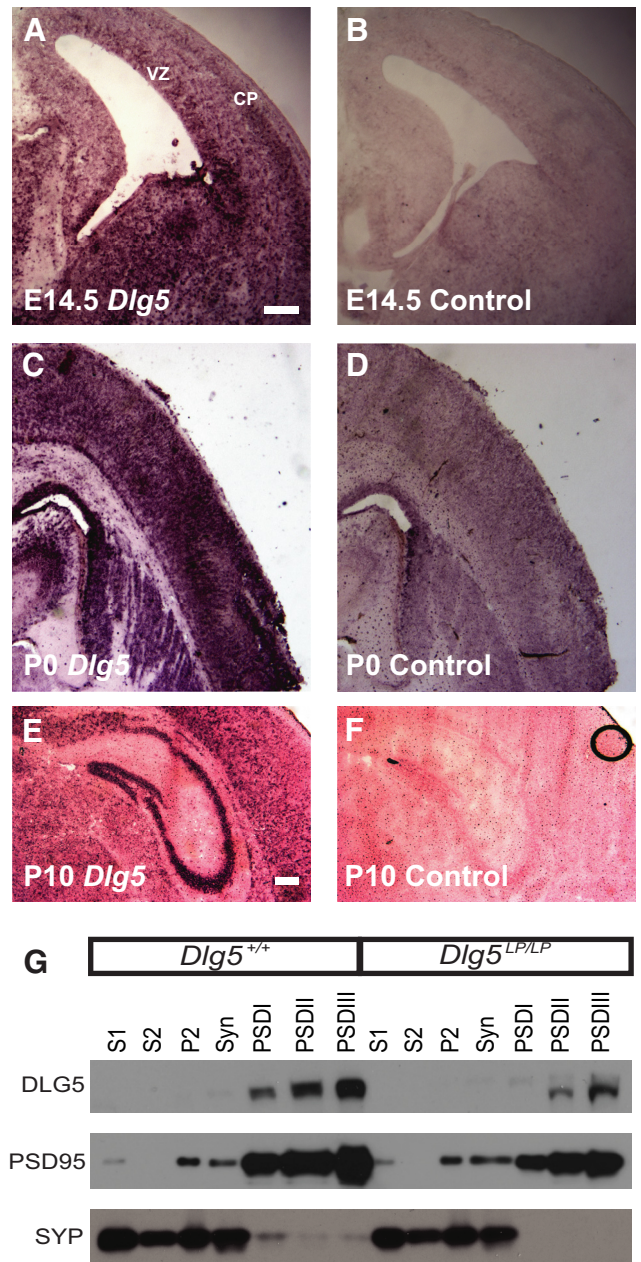 A
B
VZ
CP
E14.5 Dlg5
E14.5 Control
C
D
P0 Dlg5
P0 Control
E
F
P10 Dlg5
P10 Control
G
Dlg5+/+ Dlg5LP/LP
S1 S2 P2 Syn PSDI PSDII PSDIII S1 S2 P2 Syn PSDI PSDII PSDIII
DLG5
PSD95
SYP